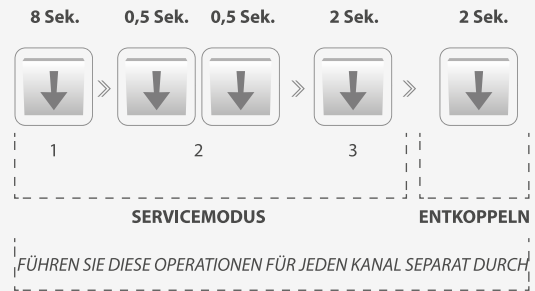 8 Sek. 0,5 Sek. 0,5 Sek. 2 Sek. 2 Sek.
1 2 3
SERVICEMODUS ENTKOPPELN
FÜHREN SIE DIESE OPERATIONEN FÜR JEDEN KANAL SEPARAT DURCH